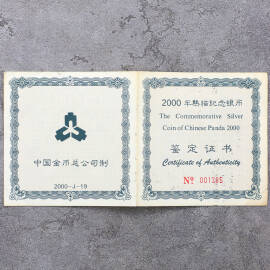 中国金币总公司制
2000-J-19
2000年熊猫纪念银币
The Commemorative Silver
Coin of Chinese Panda 2000
鉴定证书
Certificate of Authenticity
Nº 001345